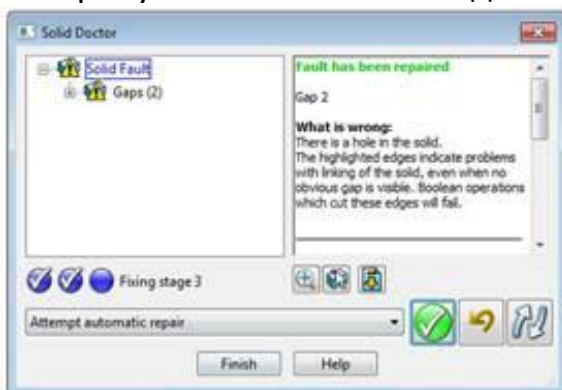 Solid Doctor
Solid Fault
Gaps (2)
Fault has been repaired
Gap 2
What is wrong:
There is a hole in the solid.
The highlighted edges indicate problems
with linking of the solid, even when no
obvious gap is visible. Boolean operations
which cut these edges will fail.
Fixing stage 3
Attempt automatic repair
Finish
Help